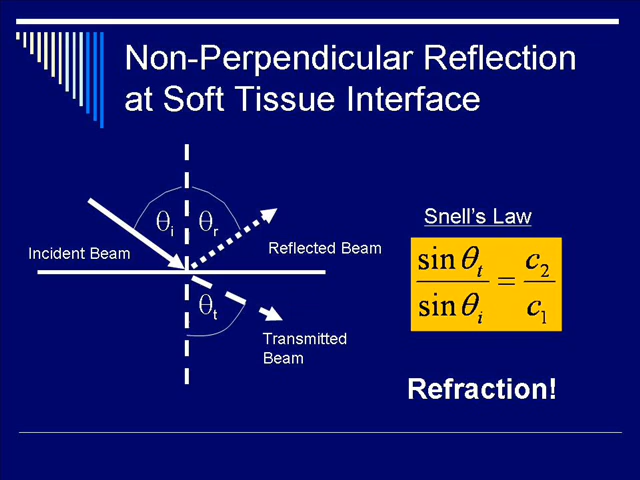 Non-Perpendicular Reflection
at Soft Tissue Interface
θi
θr
Incident Beam
Reflected Beam
θt
Transmitted
Beam
Snell's Law
sin θt / sin θi = c2 / c1
Refraction!